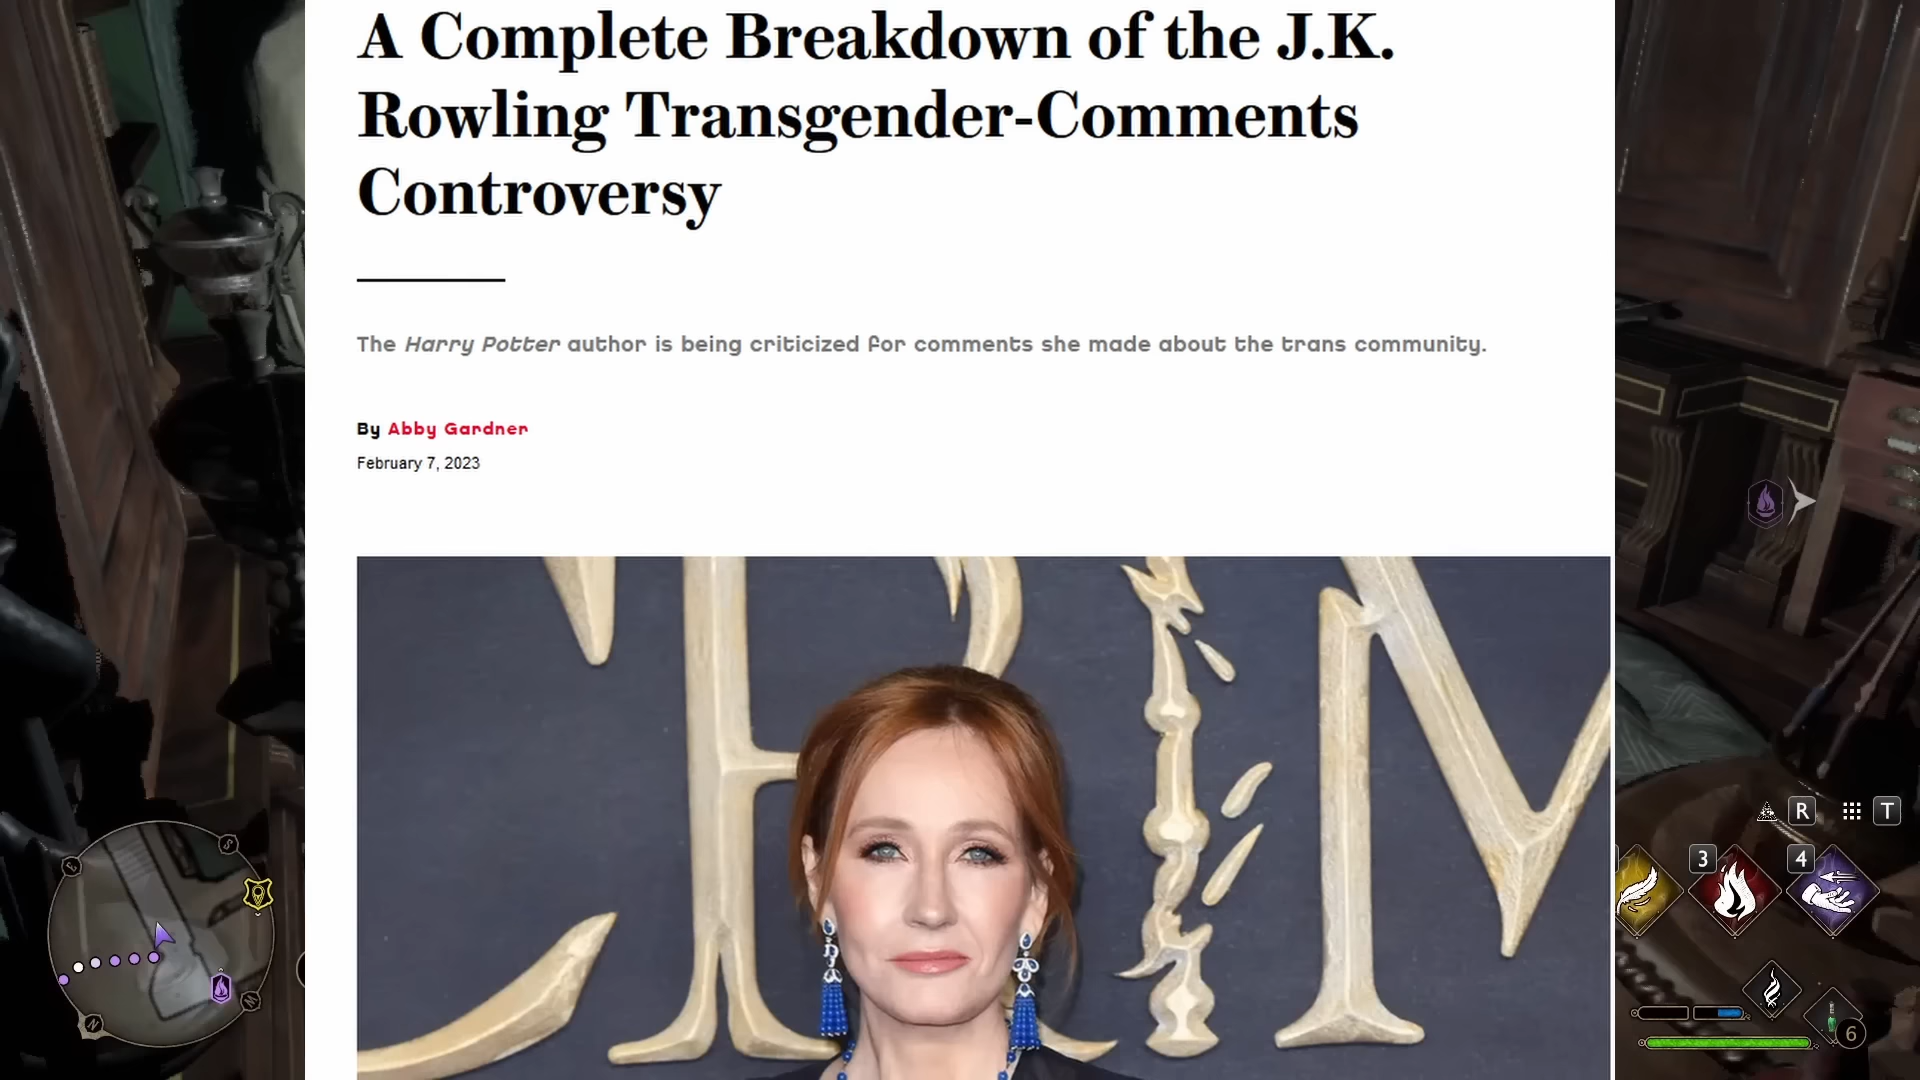 A Complete Breakdown of the J.K.
Rowling Transgender-Comments
Controversy
The Harry Potter author is being criticized for comments she made about the trans community.
By Abby Gardner
February 7, 2023
CRIM
S
E
W
N
R
T
3
4
6